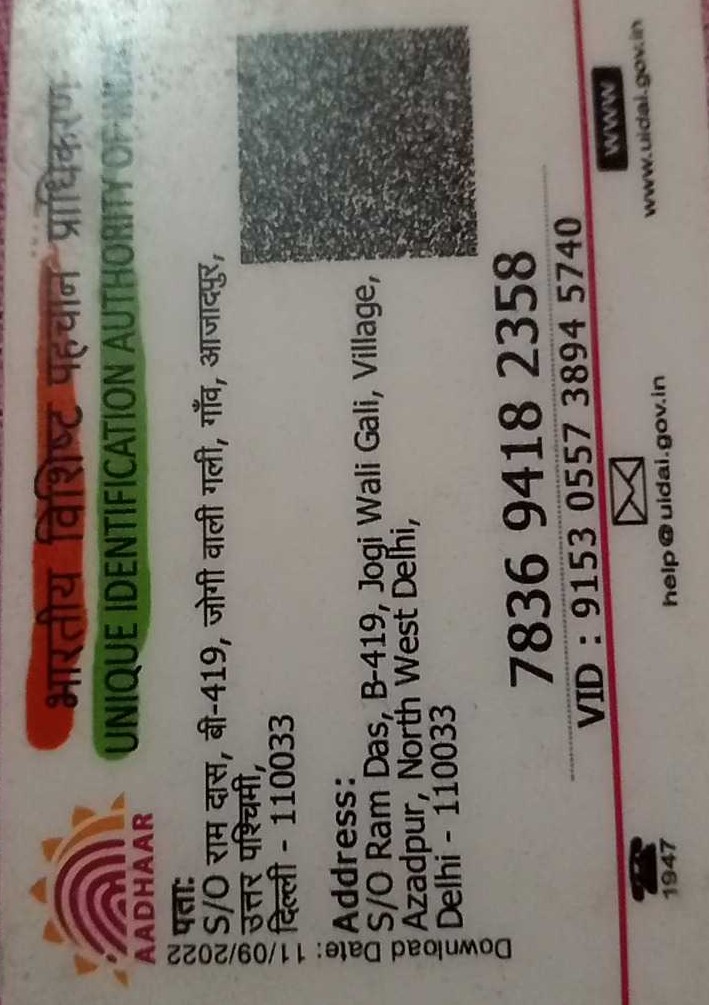 भारतीय विशिष्ट पहचान प्राधिकरण
UNIQUE IDENTIFICATION AUTHORITY OF INDIA
AADHAAR
पता:
S/O राम दास, बी-419, जोगी वाली गली, गाँव, आजादपुर,
उत्तर पश्चिमी,
दिल्ली - 110033
Address:
S/O Ram Das, B-419, Jogi Wali Gali, Village,
Azadpur, North West Delhi,
Delhi - 110033
Download Date: 11/09/2022
7836 9418 2358
VID : 9153 0557 3894 5740
1947
help@uidai.gov.in
www
www.uidai.gov.in